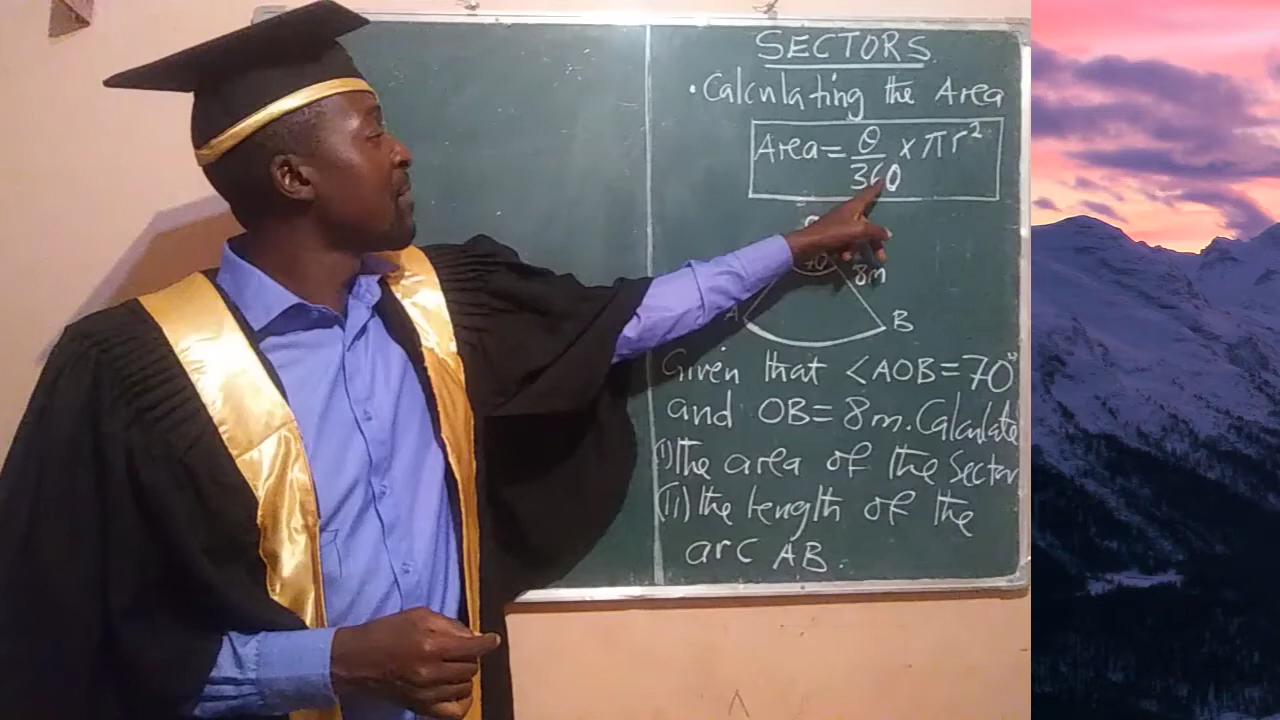 SECTORS
• Calculating the Area
Area = θ/360 × πr²
8m
A
B
Given that <AOB = 70°
and OB = 8m. Calculate
(i) The area of the Sector
(ii) The length of the
arc AB.